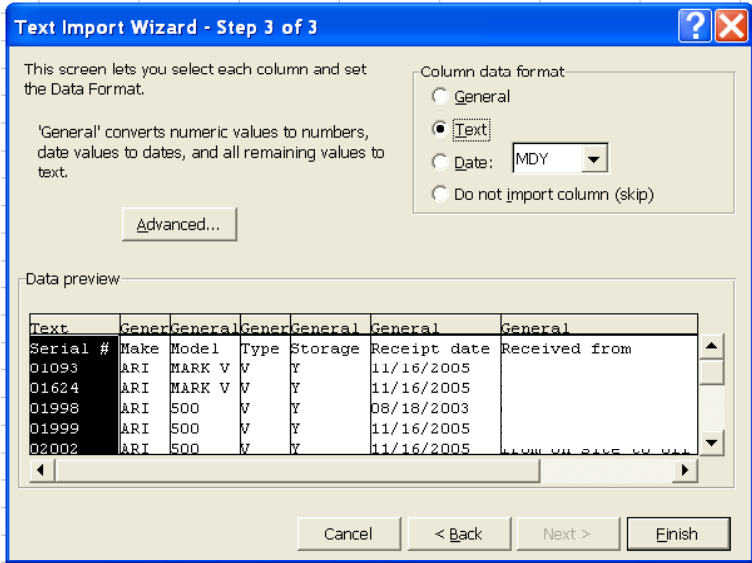 Text Import Wizard - Step 3 of 3
This screen lets you select each column and set
the Data Format.
'General' converts numeric values to numbers,
date values to dates, and all remaining values to
text.
Advanced...
Column data format
General
Text
Date: MDY
Do not import column (skip)
Data preview
Text Gener General Gener General General General
Serial # Make Model Type Storage Receipt date Received from
01093 ARI MARK V V Y 11/16/2005
01624 ARI MARK V V Y 11/16/2005
01998 ARI 500 V Y 08/18/2003
01999 ARI 500 V Y 11/16/2005
02002 ARI 500 V Y 11/16/2005
Cancel < Back Next > Finish